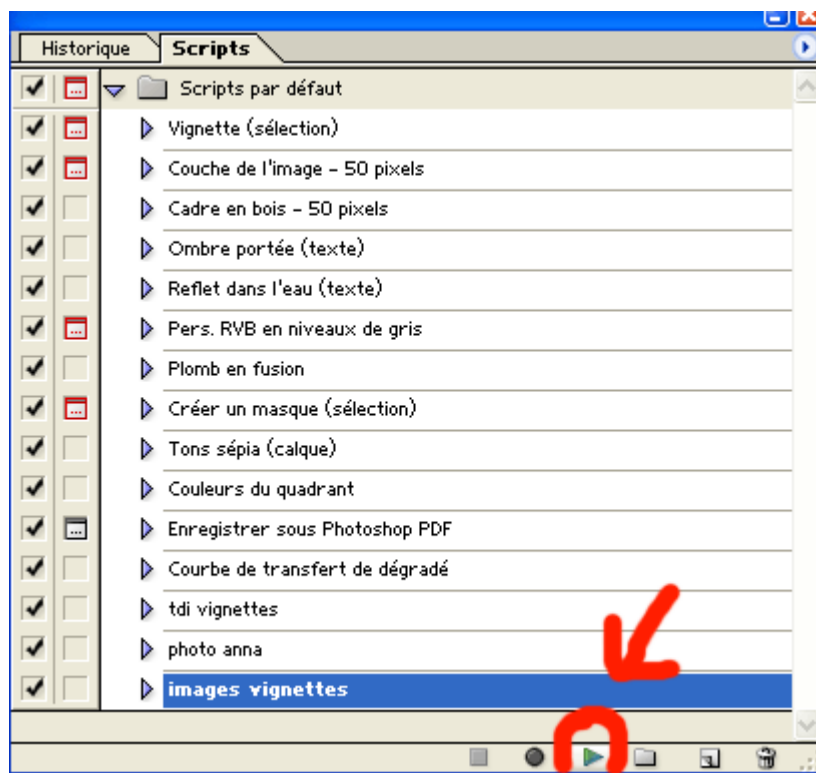 Historique
Scripts
Scripts par défaut
Vignette (sélection)
Couche de l'image - 50 pixels
Cadre en bois - 50 pixels
Ombre portée (texte)
Reflet dans l'eau (texte)
Pers. RVB en niveaux de gris
Plomb en fusion
Créer un masque (sélection)
Tons sépia (calque)
Couleurs du quadrant
Enregistrer sous Photoshop PDF
Courbe de transfert de dégradé
tdi vignettes
photo anna
images vignettes